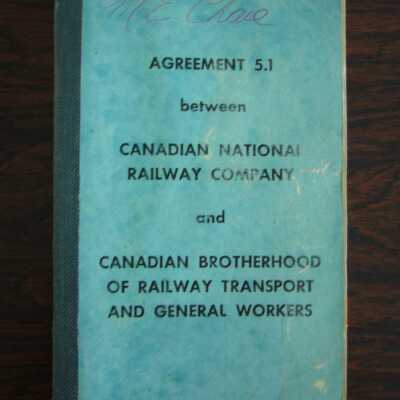 AGREEMENT 5.1
between
CANADIAN NATIONAL
RAILWAY COMPANY
and
CANADIAN BROTHERHOOD
OF RAILWAY TRANSPORT
AND GENERAL WORKERS